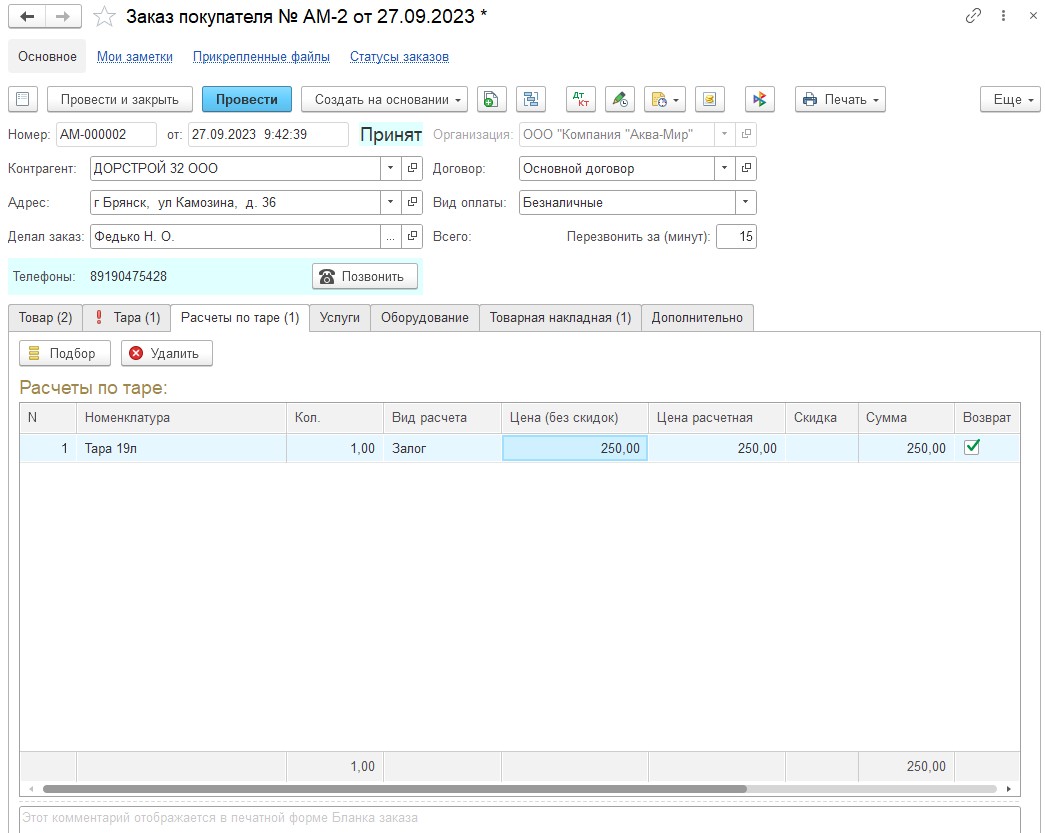 Заказ покупателя № АМ-2 от 27.09.2023 *
Основное Мои заметки Прикрепленные файлы Статусы заказов
Провести и закрыть Провести Создать на основании Дт Кт Печать Еще
Номер: АМ-000002 от: 27.09.2023 9:42:39 Принят Организация: ООО "Компания "Аква-Мир"
Контрагент: ДОРСТРОЙ 32 ООО Договор: Основной договор
Адрес: г Брянск, ул Камозина, д. 36 Вид оплаты: Безналичные
Делал заказ: Федько Н. О. ... Всего: Перезвонить за (минут): 15
Телефоны: 89190475428 Позвонить
Товар (2) Тара (1) Расчеты по таре (1) Услуги Оборудование Товарная накладная (1) Дополнительно
Подбор Удалить
Расчеты по таре:
N Номенклатура Кол. Вид расчета Цена (без скидок) Цена расчетная Скидка Сумма Возврат
1 Тара 19л 1,00 Залог 250,00 250,00 250,00
1,00 250,00
Этот комментарий отображается в печатной форме Бланка заказа